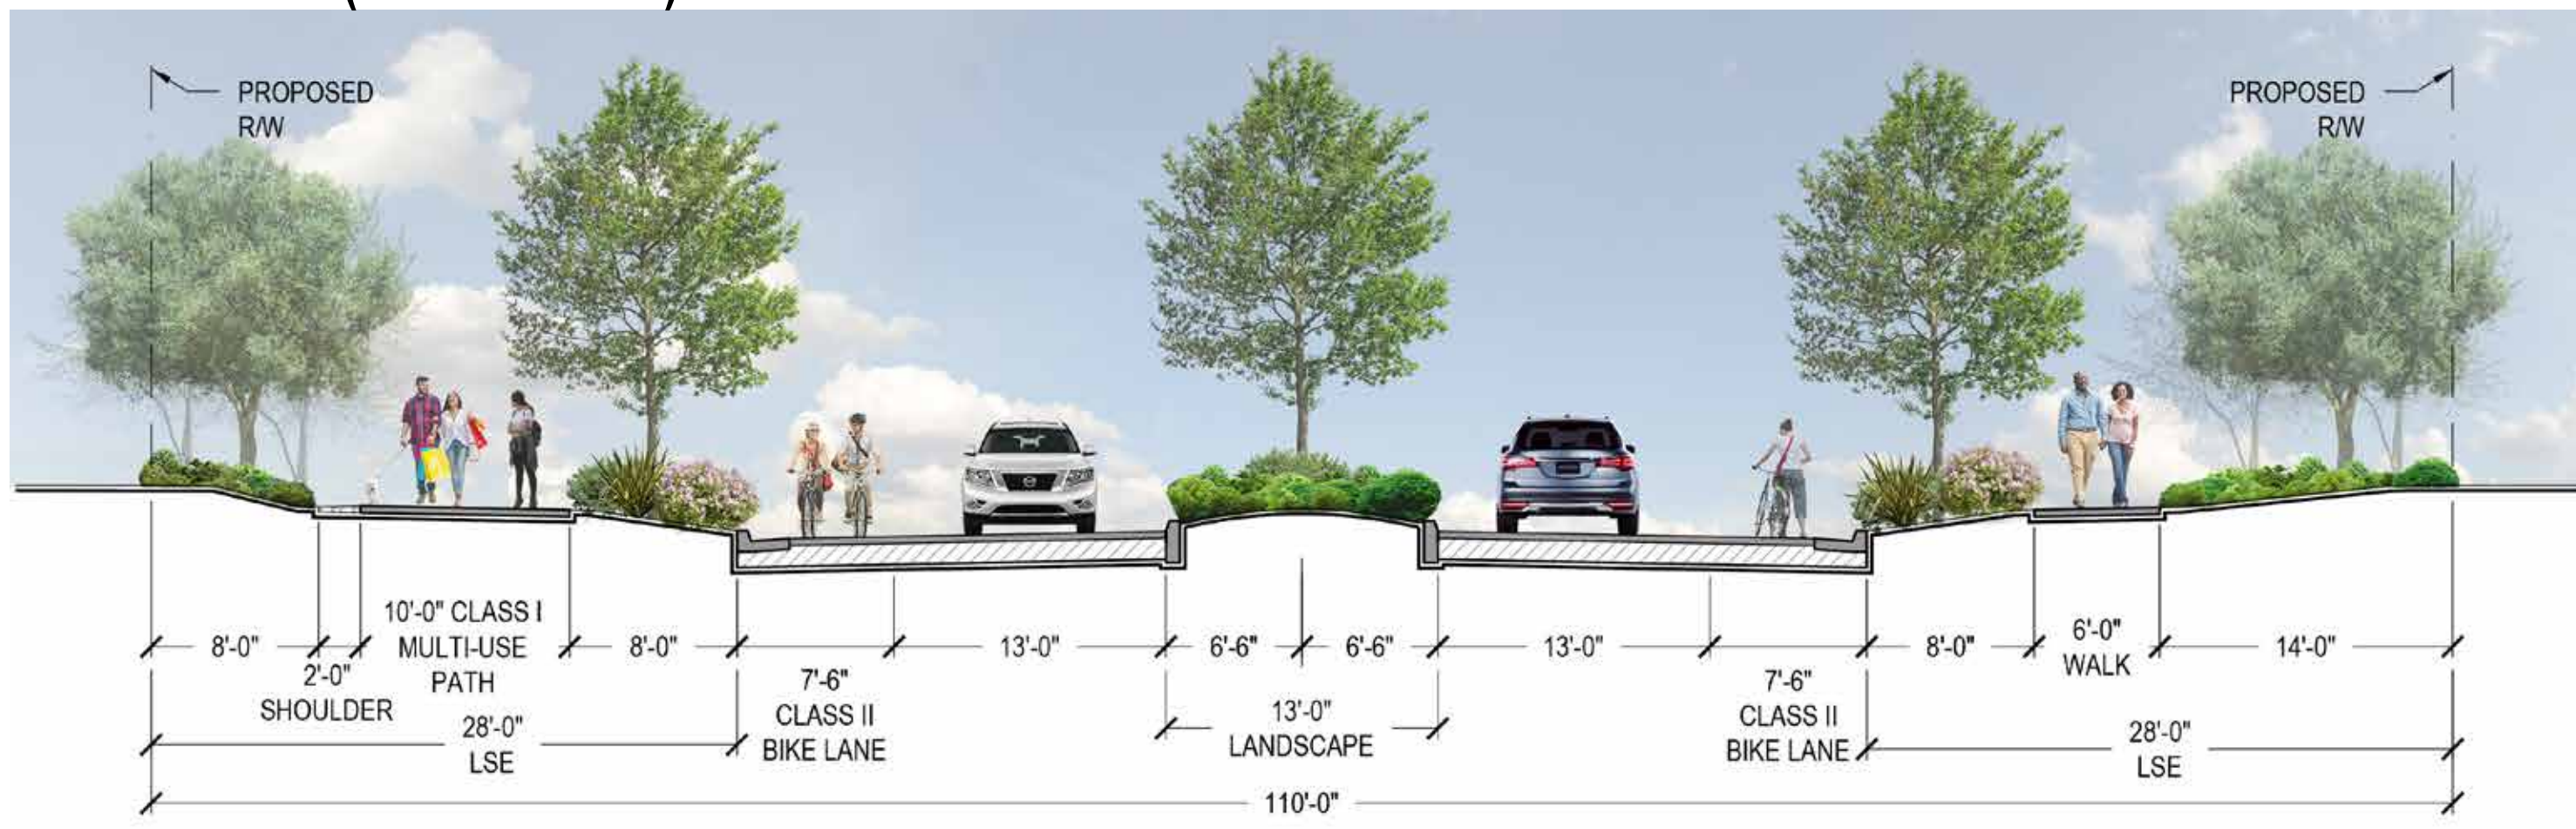 PROPOSED
R/W
PROPOSED
R/W
8'-0"
2'-0"
SHOULDER
10'-0" CLASS I
MULTI-USE
PATH
8'-0"
28'-0"
LSE
7'-6"
CLASS II
BIKE LANE
13'-0"
6'-6"
6'-6"
13'-0"
LANDSCAPE
13'-0"
7'-6"
CLASS II
BIKE LANE
8'-0"
6'-0"
WALK
14'-0"
28'-0"
LSE
110'-0"